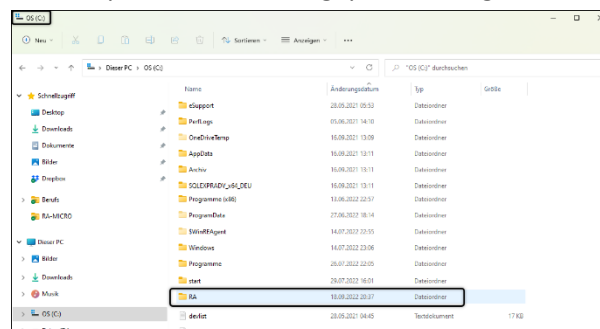 OS (C:)
Neu
Sortieren
Anzeigen
Dieser PC > OS (C:)
"OS (C:)" durchsuchen
Name Änderungsdatum Typ Größe
Schnellzugriff
Desktop
Downloads
Dokumente
Bilder
Dropbox
Berufs
RA-MICRO
Dieser PC
Bilder
Downloads
Musik
OS (C:)
eSupport 28.05.2021 05:53 Dateiordner
PerfLogs 05.06.2021 14:10 Dateiordner
OneDriveTemp 16.09.2021 13:09 Dateiordner
AppData 16.09.2021 13:11 Dateiordner
Archiv 16.09.2021 13:11 Dateiordner
SQLEXPRADV_x64_DEU 16.09.2021 13:11 Dateiordner
Programme (x86) 13.06.2022 22:57 Dateiordner
ProgramData 27.06.2022 18:14 Dateiordner
$WinREAgent 14.07.2022 22:55 Dateiordner
Windows 14.07.2022 23:06 Dateiordner
Programme 26.07.2022 22:05 Dateiordner
start 29.07.2022 16:01 Dateiordner
RA 18.08.2022 20:37 Dateiordner
devlist 28.05.2021 04:45 Textdokument 17 KB